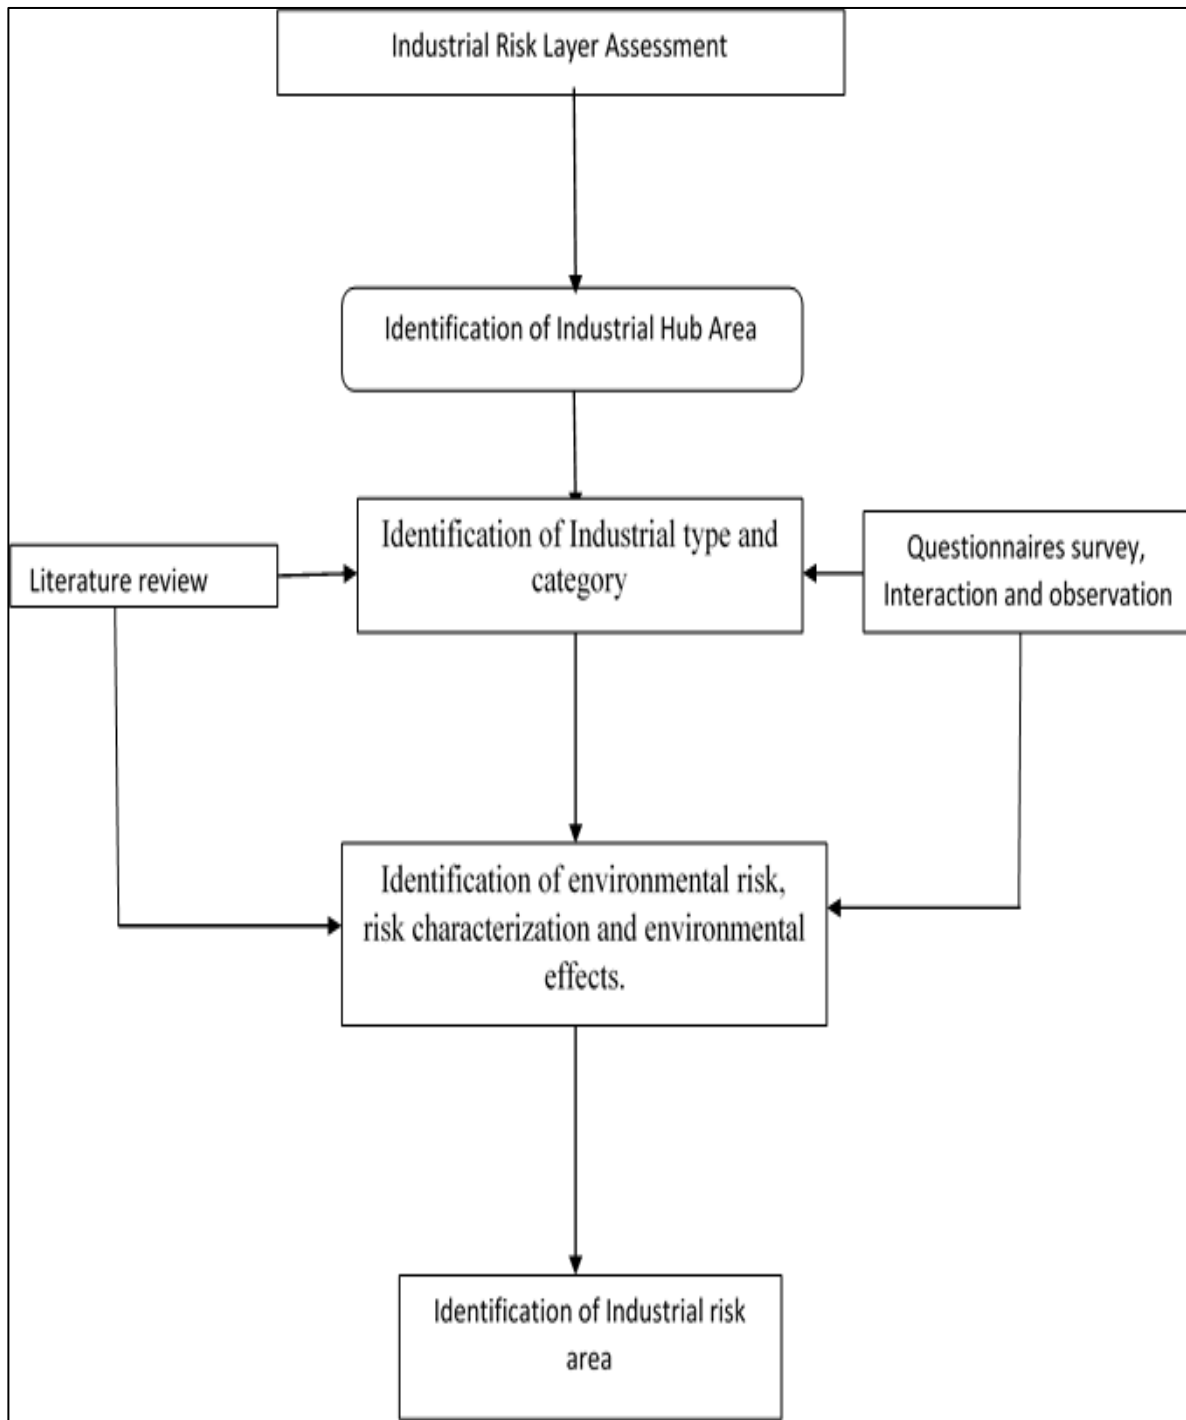 Industrial Risk Layer Assessment
Identification of Industrial Hub Area
Identification of Industrial type and
category
Literature review
Questionnaires survey,
Interaction and observation
Identification of environmental risk,
risk characterization and environmental
effects.
Identification of Industrial risk
area